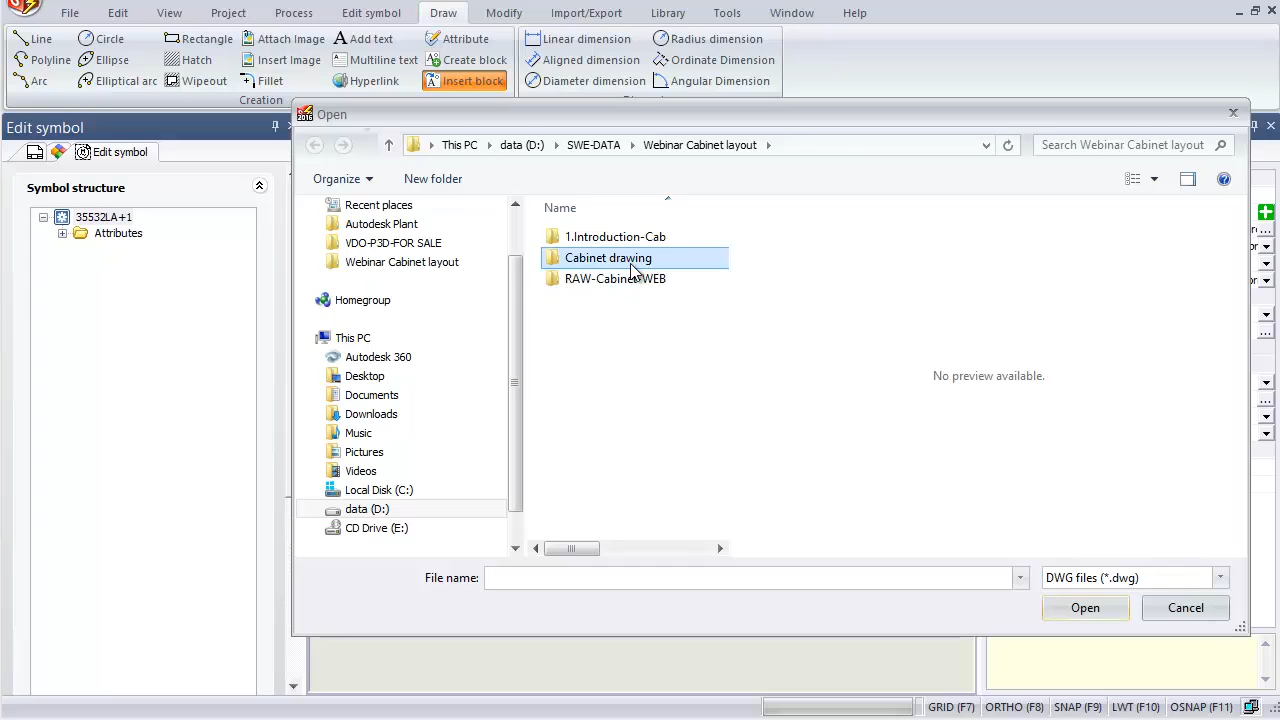 File Edit View Project Process Edit symbol Draw Modify Import/Export Library Tools Window Help
Line Circle Rectangle Attach Image Add text Attribute Linear dimension Radius dimension
Polyline Ellipse Hatch Insert Image Multiline text Create block Aligned dimension Ordinate Dimension
Arc Elliptical arc Wipeout Fillet Hyperlink Insert block Diameter dimension Angular Dimension
Creation
Open
Edit symbol
This PC data (D:) SWE-DATA Webinar Cabinet layout Search Webinar Cabinet layout
Edit symbol
Organize New folder
Symbol structure
Recent places
Name
35532LA+1
Autodesk Plant
Attributes
1.Introduction-Cab
VDO-P3D-FOR SALE
Cabinet drawing
Webinar Cabinet layout
RAW-Cabinet-WEB
Homegroup
This PC
Autodesk 360
Desktop
No preview available.
Documents
Downloads
Music
Pictures
Videos
Local Disk (C:)
data (D:)
CD Drive (E:)
File name: DWG files (*.dwg)
Open Cancel
GRID (F7) ORTHO (F8) SNAP (F9) LWT (F10) OSNAP (F11)